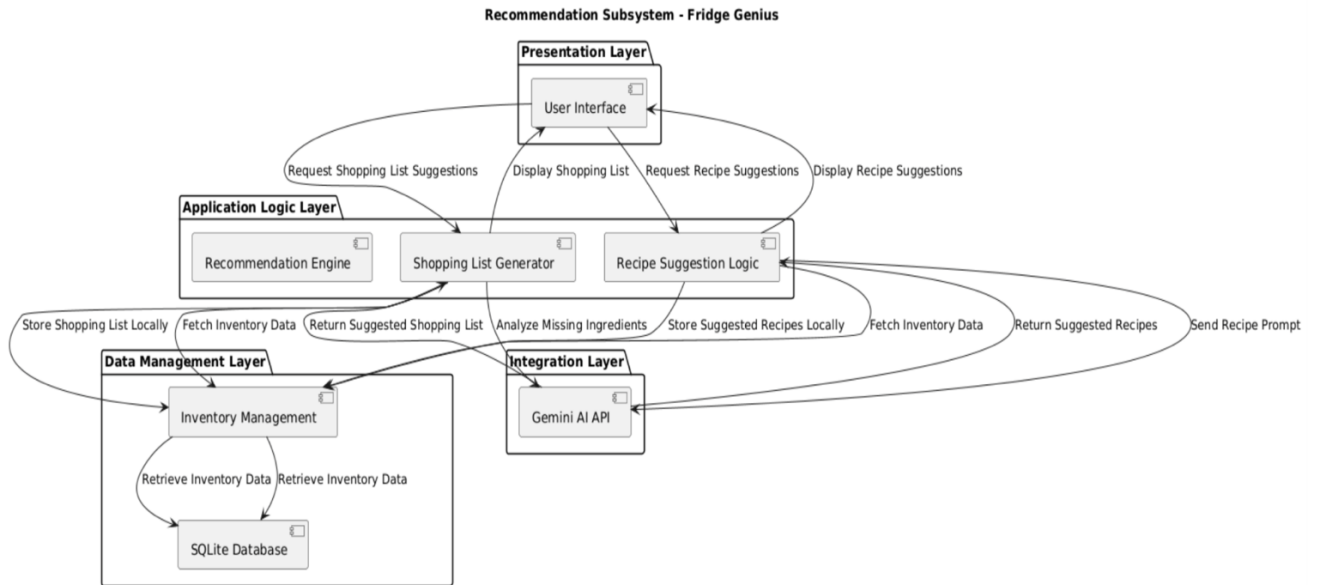 Recommendation Subsystem - Fridge Genius
Presentation Layer
User Interface
Request Shopping List Suggestions
Display Shopping List
Request Recipe Suggestions
Display Recipe Suggestions
Application Logic Layer
Recommendation Engine
Shopping List Generator
Recipe Suggestion Logic
Store Shopping List Locally
Fetch Inventory Data
Return Suggested Shopping List
Analyze Missing Ingredients
Store Suggested Recipes Locally
Fetch Inventory Data
Return Suggested Recipes
Send Recipe Prompt
Data Management Layer
Integration Layer
Inventory Management
Gemini AI API
Retrieve Inventory Data
Retrieve Inventory Data
SQLite Database